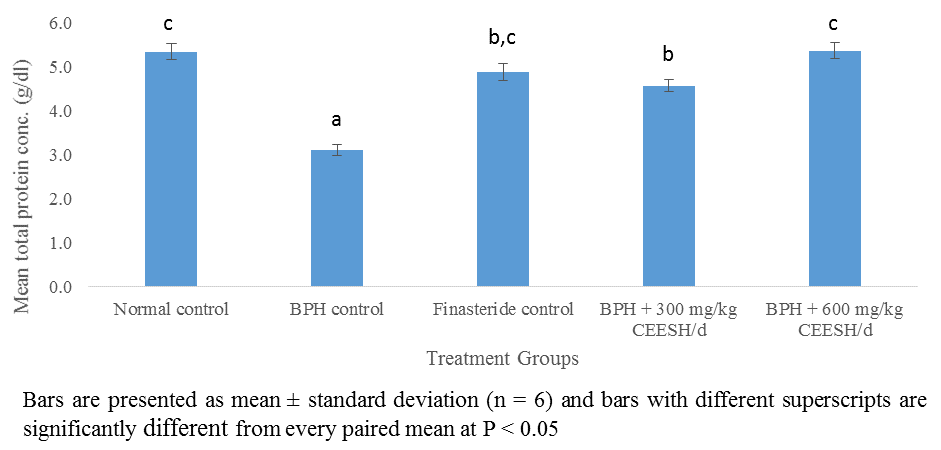 6.0
5.0
4.0
3.0
2.0
1.0
0.0
Mean total protein conc. (g/dl)
c
a
b,c
b
c
Normal control
BPH control
Finasteride control
BPH + 300 mg/kg
CEESH/d
BPH + 600 mg/kg
CEESH/d
Treatment Groups
Bars are presented as mean ± standard deviation (n = 6) and bars with different superscripts are
significantly different from every paired mean at P < 0.05